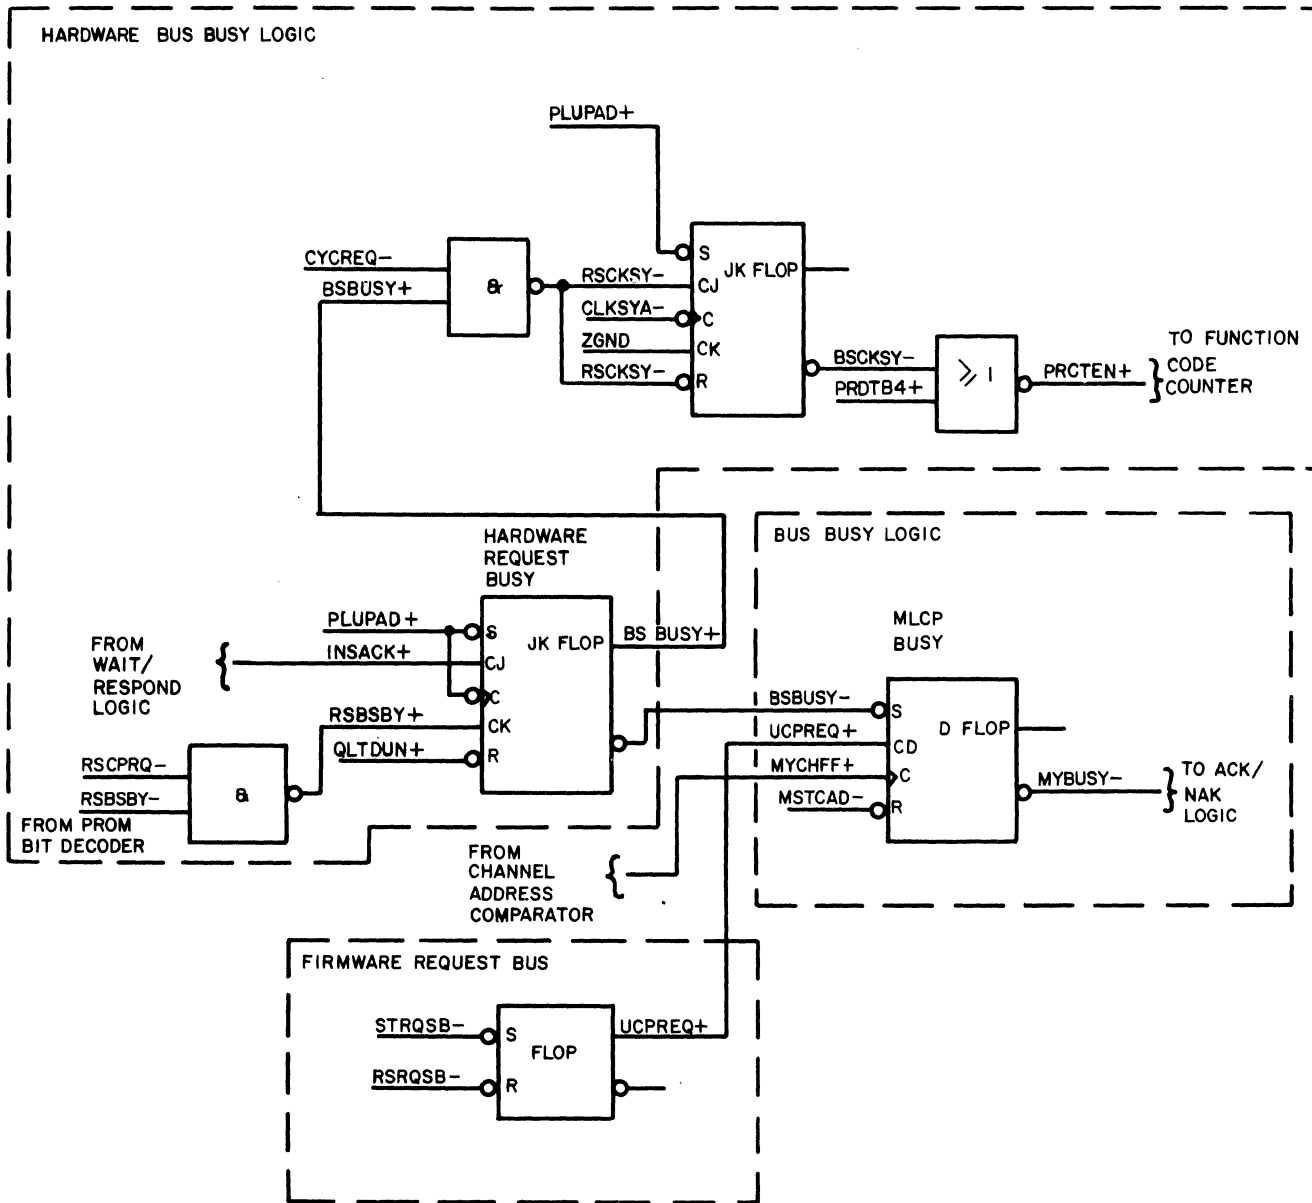 HARDWARE BUS BUSY LOGIC
PLUPAD+
CYCREQ-
BSBUSY+
&
RSCKSY-
CLKSYA-
ZGND
RSCKSY-
S
JK FLOP
CJ
C
CK
R
BSCKSY-
PRDTB4+
≥ 1
PRCTEN+
TO FUNCTION
CODE
COUNTER
HARDWARE
REQUEST
BUSY
PLUPAD+
INSACK+
RSBSBY+
QLTDUN+
S
JK FLOP
CJ
C
CK
R
BS BUSY+
FROM
WAIT/
RESPOND
LOGIC
RSCPRQ-
RSBSBY-
&
FROM PROM
BIT DECODER
BUS BUSY LOGIC
MLCP
BUSY
BSBUSY-
UCPREQ+
MYCHFF+
MSTCAD-
S
D FLOP
CD
C
R
MYBUSY-
TO ACK/
NAK
LOGIC
FROM
CHANNEL
ADDRESS
COMPARATOR
FIRMWARE REQUEST BUS
STRQSB-
RSRQSB-
S
FLOP
R
UCPREQ+